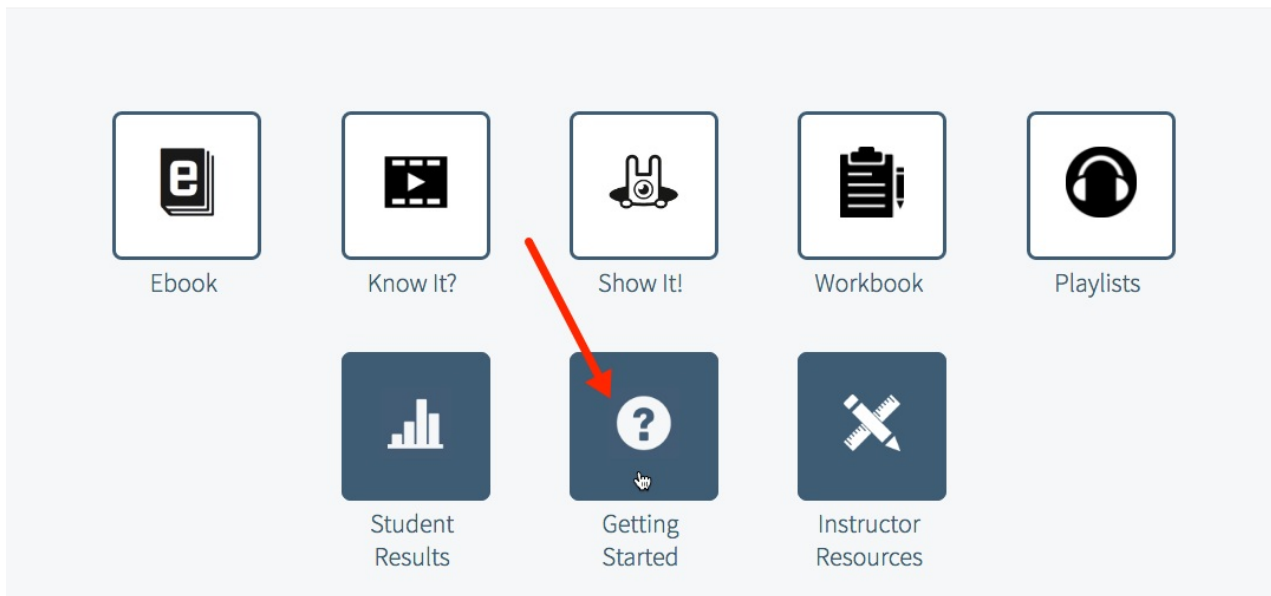 e
Ebook
Know It?
Show It!
Workbook
Playlists
?
Student
Results
Getting
Started
Instructor
Resources